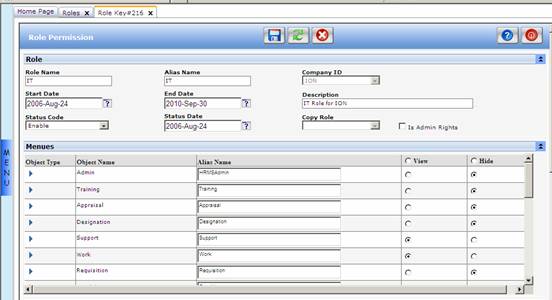 Home Page Roles x Role Key#216 x
Role Permission
Role
Role Name Alias Name Company ID
IT IT ION
Start Date End Date Description
2006-Aug-24 ? 2010-Sep-30 ? IT Role for ION
Status Code Status Date Copy Role
Enable 2006-Aug-24 ? Is Admin Rights
MENU
Menues
Object Type Object Name Alias Name View Hide
Admin HRMSAdmin
Training Training
Appraisal Appraisal
Designation Designation
Support Support
Work Work
Requisition Requisition